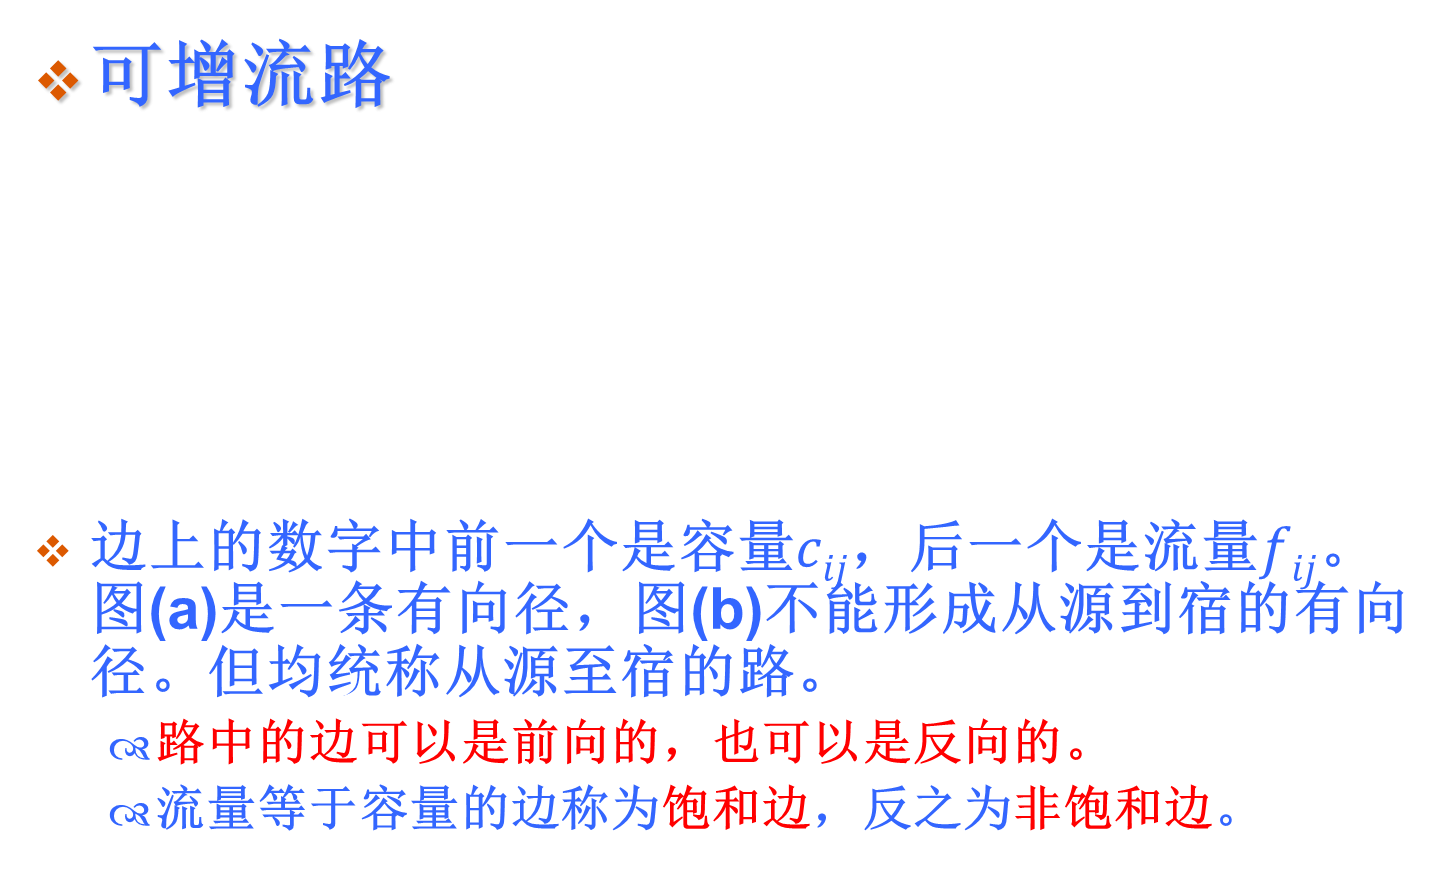 ❖可增流路
❖ 边上的数字中前一个是容量c_{ij}，后一个是流量f_{ij}。
图(a)是一条有向径，图(b)不能形成从源到宿的有向
径。但均统称从源至宿的路。
路中的边可以是前向的，也可以是反向的。
流量等于容量的边称为饱和边，反之为非饱和边。